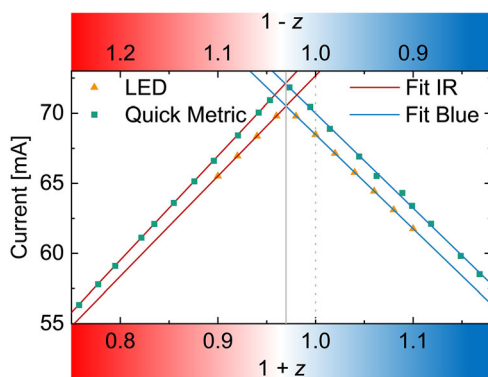 1 - z
1.2 1.1 1.0 0.9
LED Fit IR
Quick Metric Fit Blue
70
65
60
55
Current [mA]
0.8 0.9 1.0 1.1
1 + z